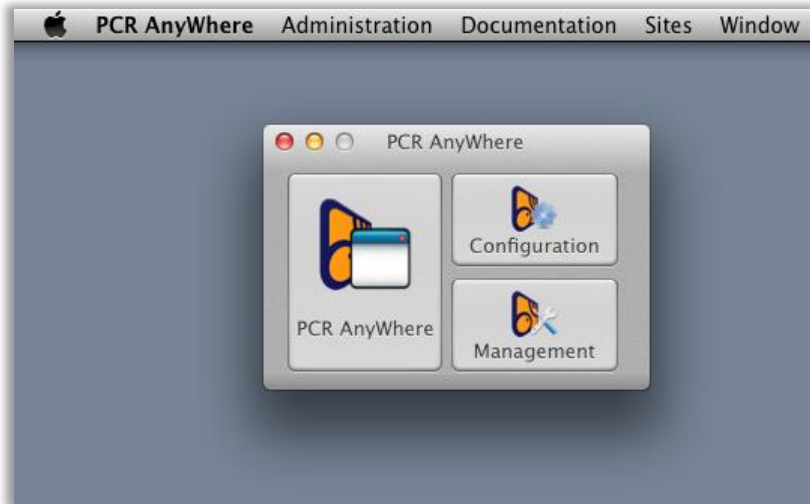 PCR AnyWhere Administration Documentation Sites Window
PCR AnyWhere
Configuration
PCR AnyWhere
Management